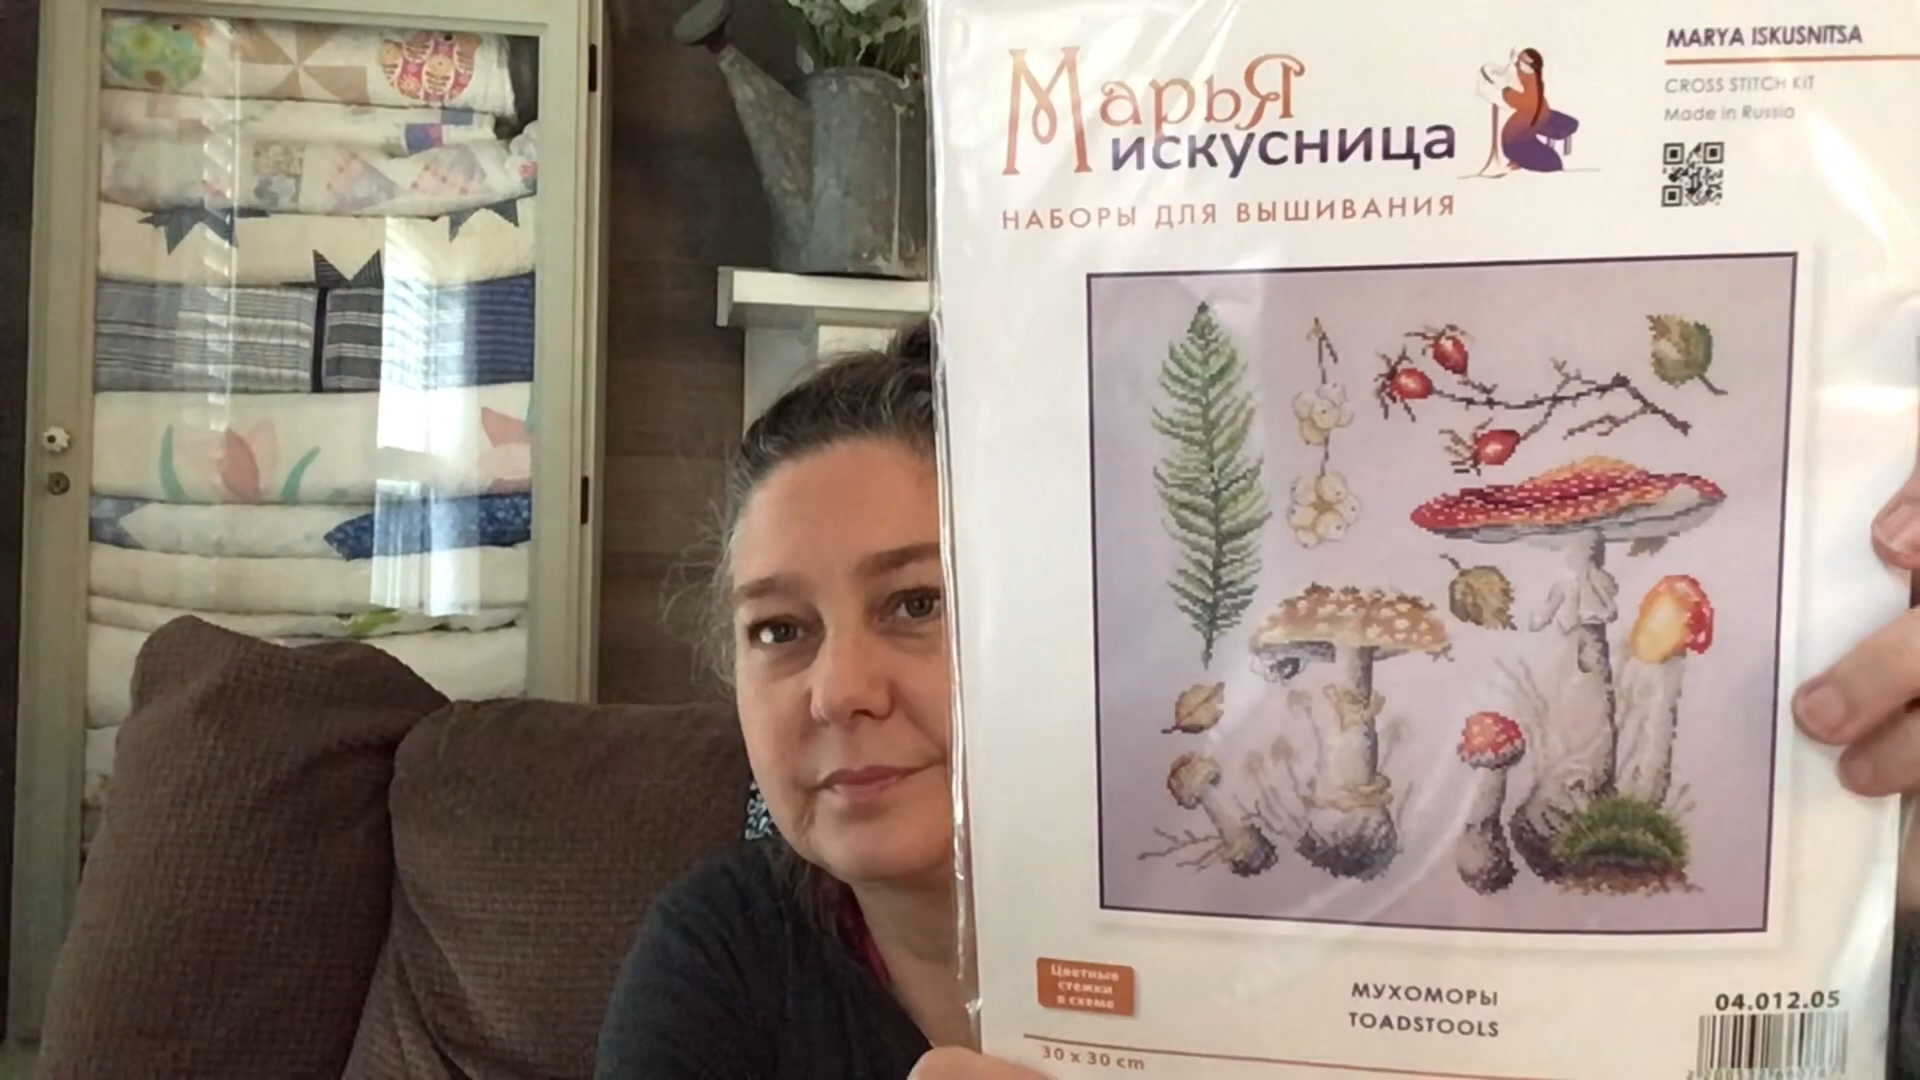 МарьЯ
искусница
НАБОРЫ ДЛЯ ВЫШИВАНИЯ
MARYA ISKUSNITSA
CROSS STITCH KIT
Made in Russia
Цветные
стежки
в схеме
МУХОМОРЫ
TOADSTOOLS
30 x 30 cm
04.012.05